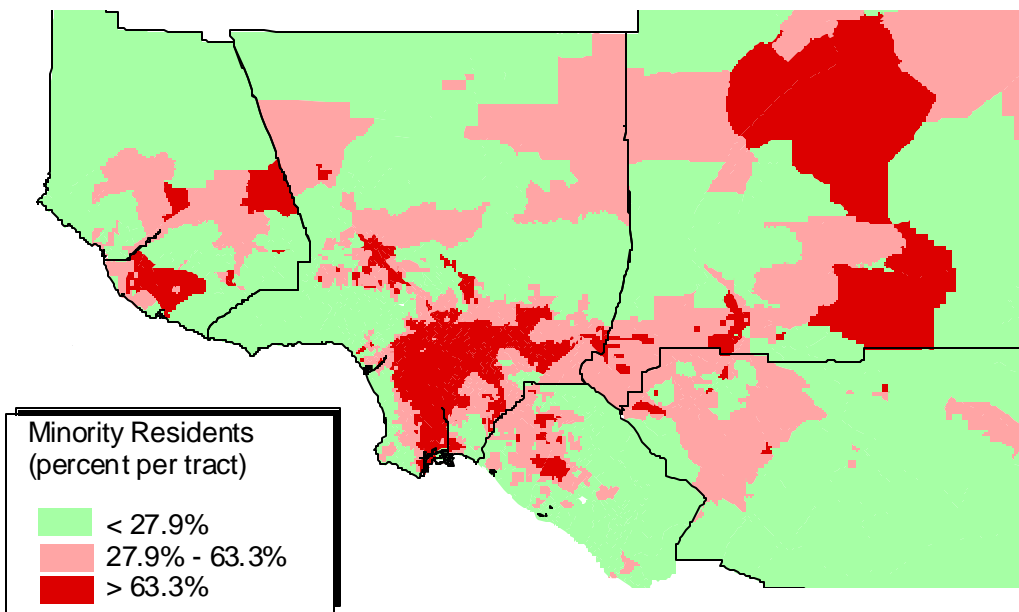 Minority Residents
(percent per tract)
< 27.9%
27.9% - 63.3%
> 63.3%